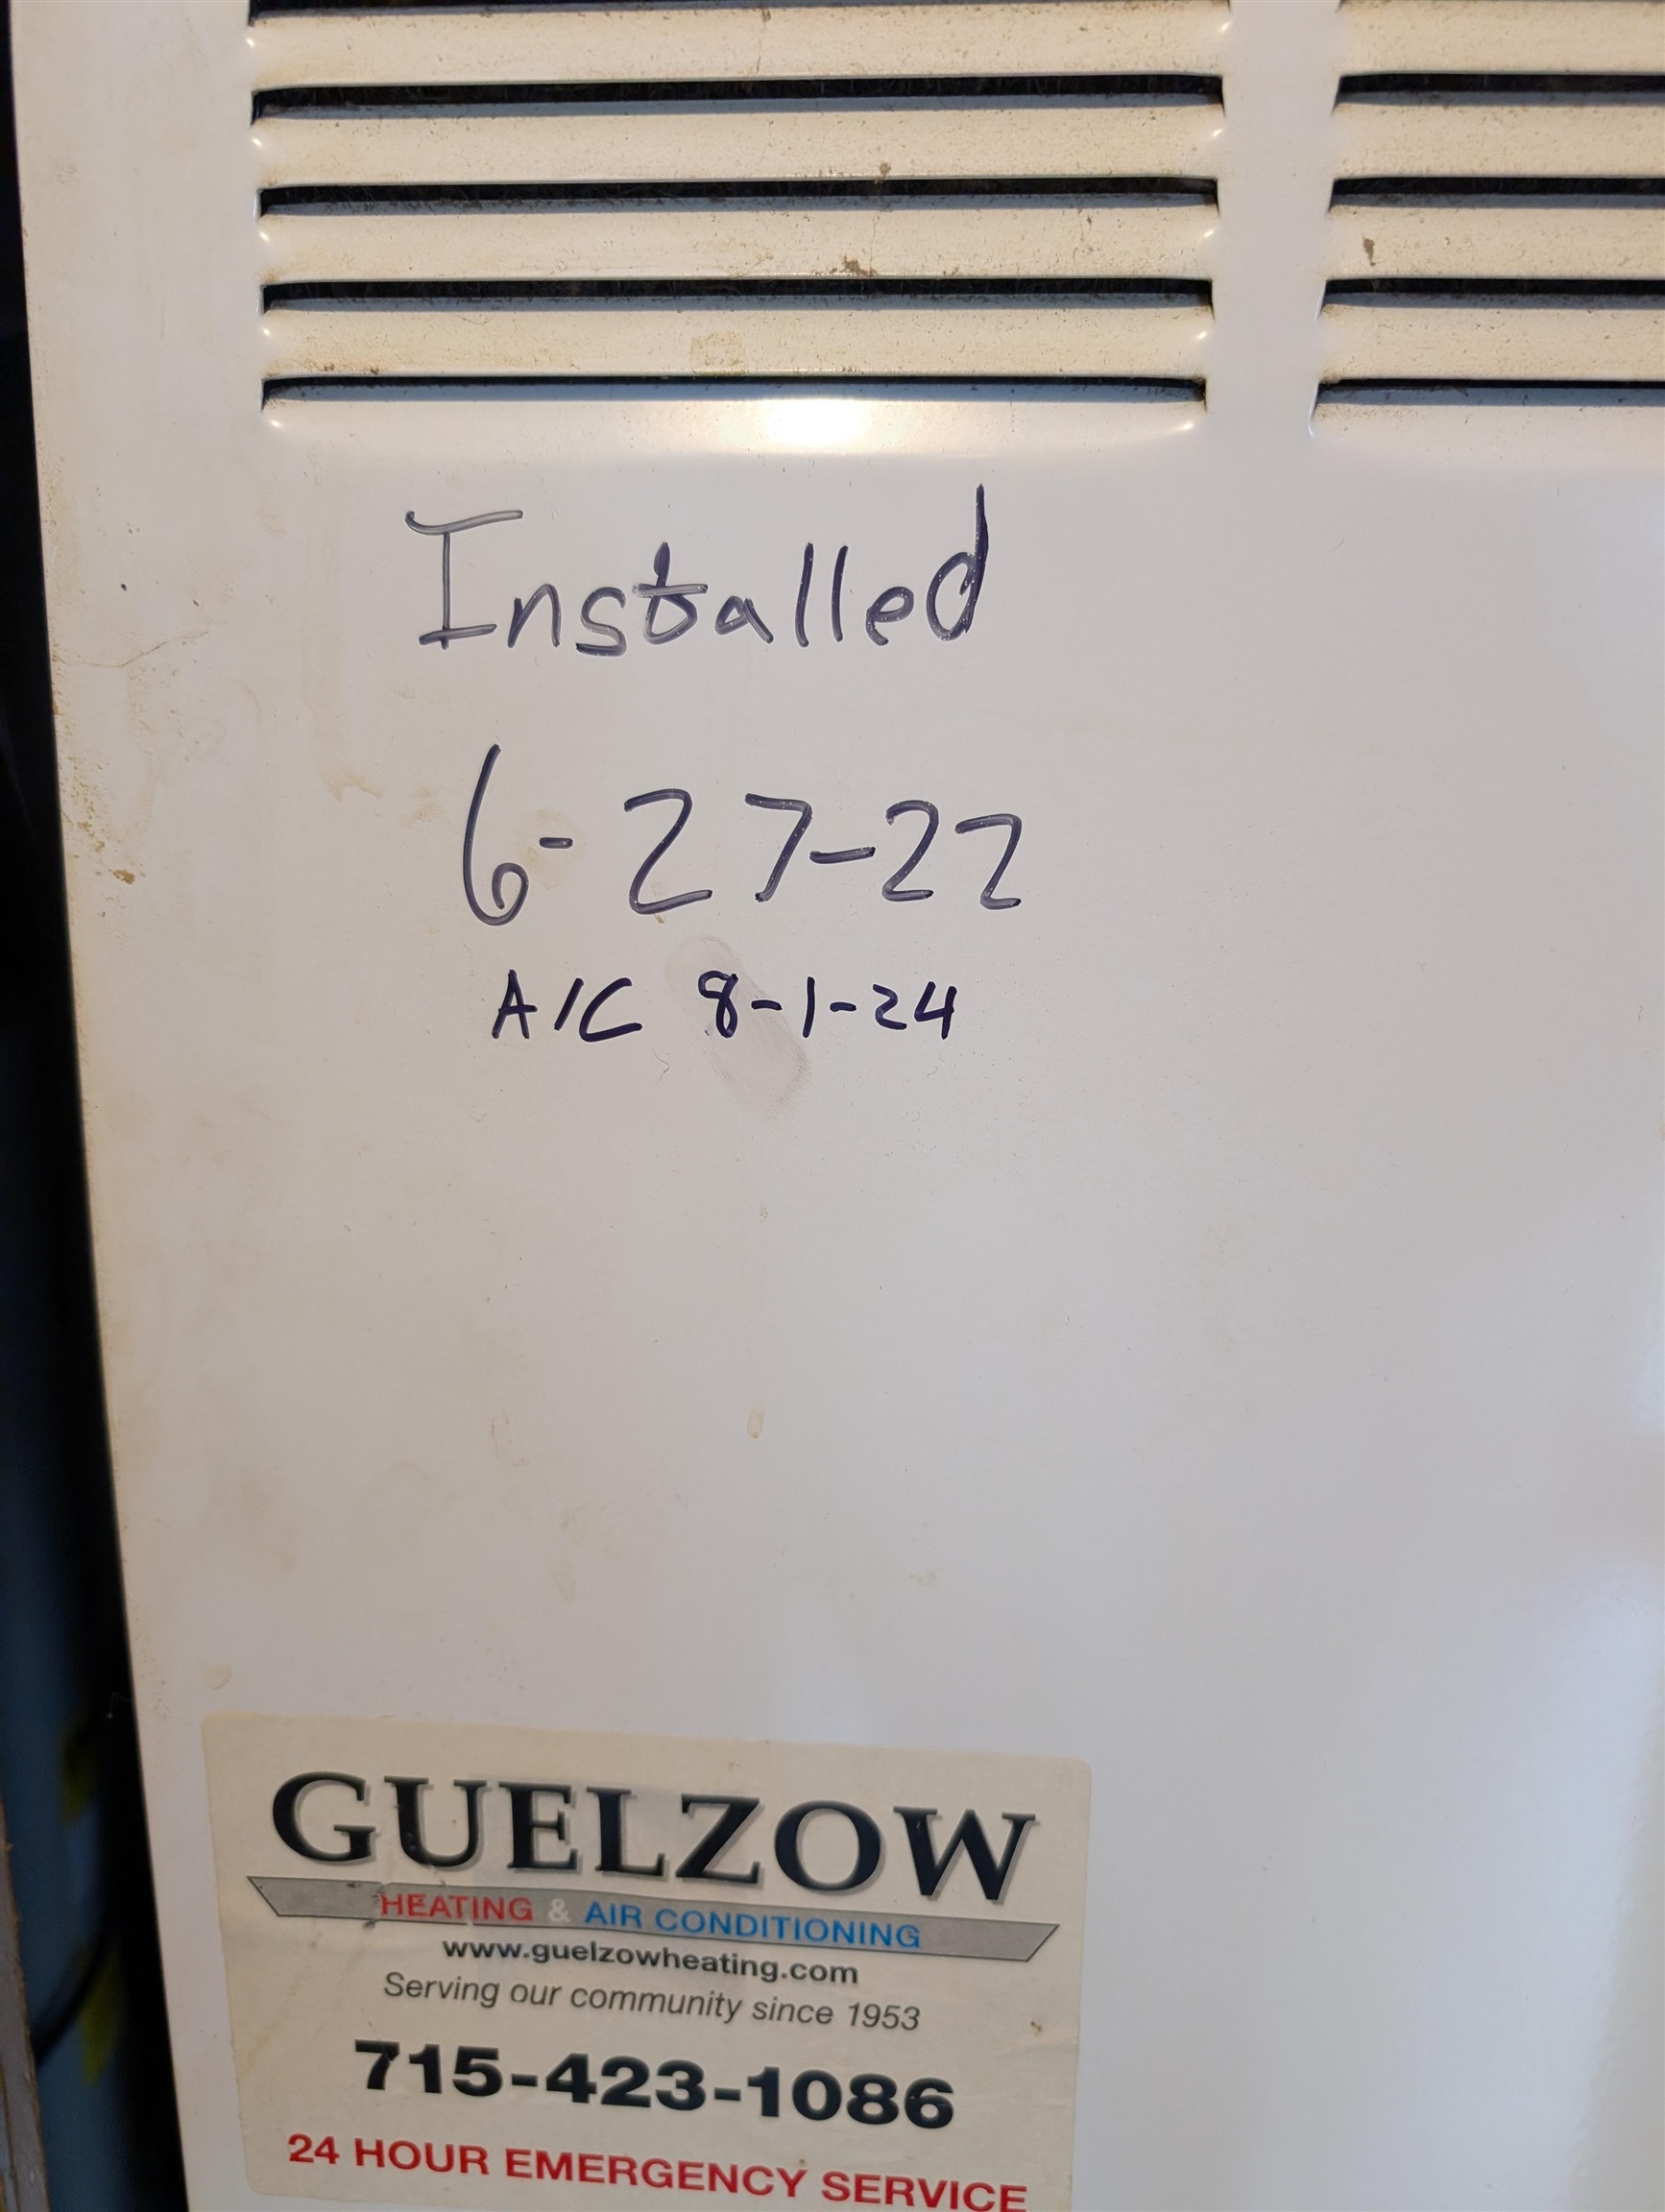 Installed
6-27-22
A/C 8-1-24
GUELZOW
HEATING & AIR CONDITIONING
www.guelzowheating.com
Serving our community since 1953
715-423-1086
24 HOUR EMERGENCY SERVICE